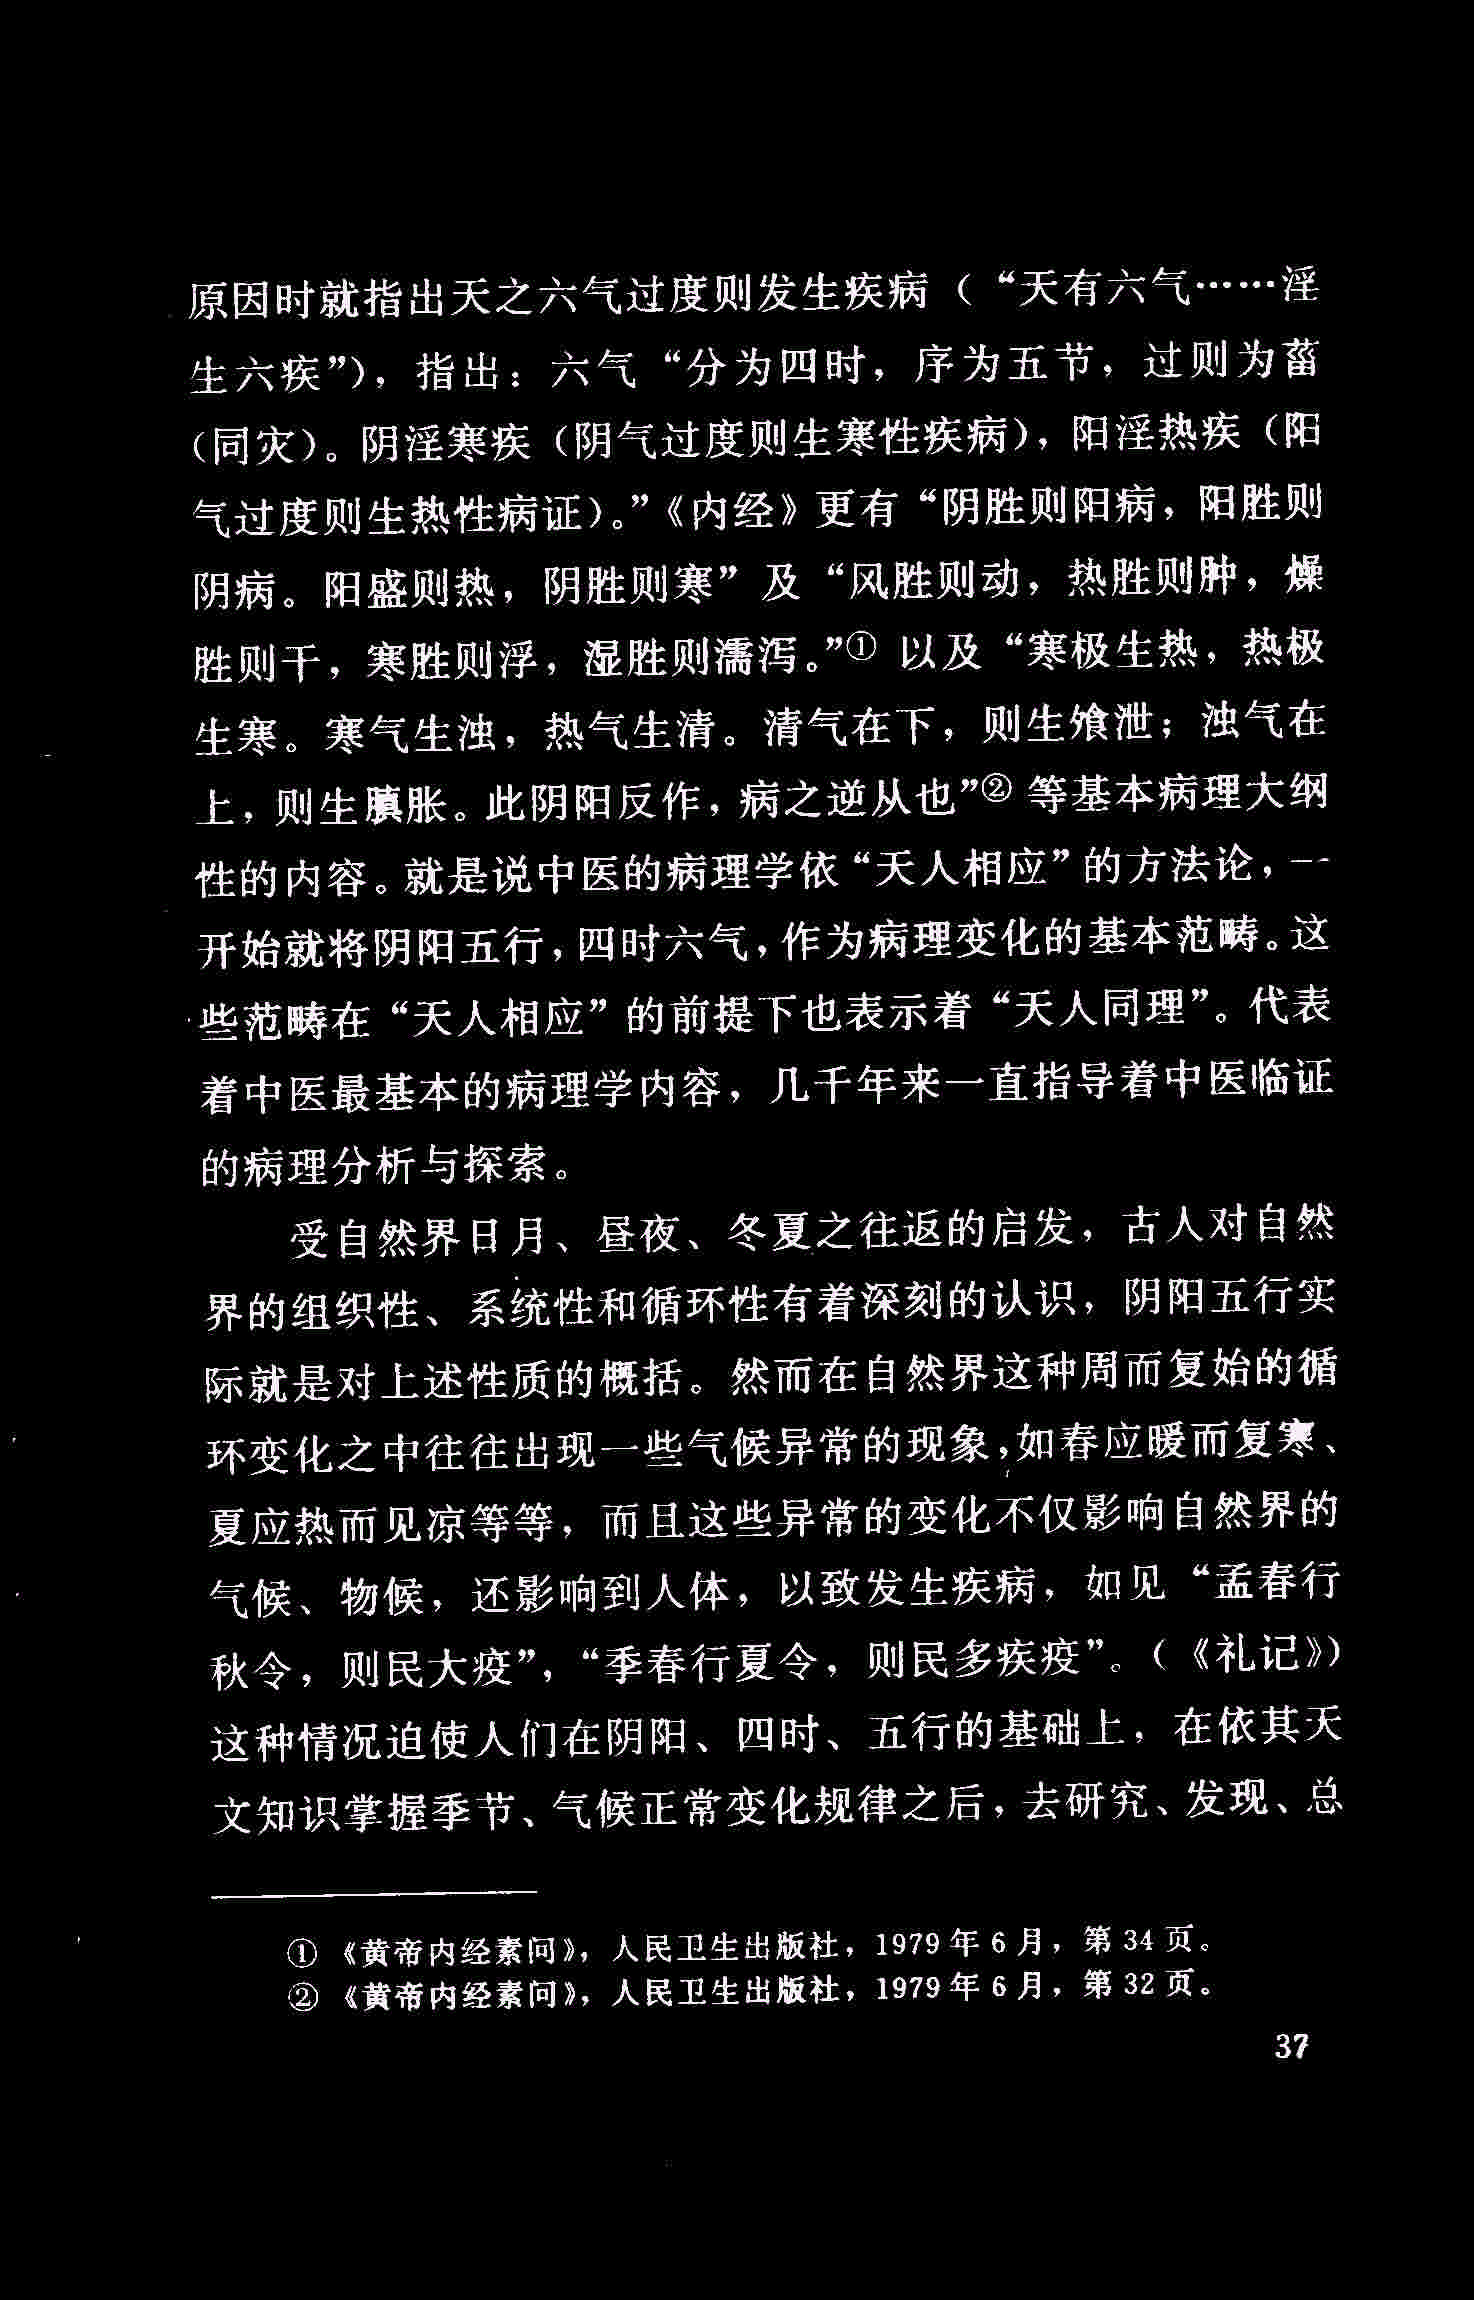 原因时就指出天之六气过度则发生疾病（“天有六气……淫
生六疾”），指出：六气“分为四时，序为五节，过则为菑
（同灾）。阴淫寒疾（阴气过度则生寒性疾病），阳淫热疾（阳
气过度则生热性病证）。”《内经》更有“阴胜则阳病，阳胜则
阴病。阳盛则热，阴胜则寒”及“风胜则动，热胜则肿，燥
胜则干，寒胜则浮，湿胜则濡泻。”① 以及“寒极生热，热极
生寒。寒气生浊，热气生清。清气在下，则生飧泄；浊气在
上，则生䐜胀。此阴阳反作，病之逆从也”② 等基本病理大纲
性的内容。就是说中医的病理学依“天人相应”的方法论，一
开始就将阴阳五行，四时六气，作为病理变化的基本范畴。这
些范畴在“天人相应”的前提下也表示着“天人同理”。代表
着中医最基本的病理学内容，几千年来一直指导着中医临证
的病理分析与探索。
受自然界日月、昼夜、冬夏之往返的启发，古人对自然
界的组织性、系统性和循环性有着深刻的认识，阴阳五行实
际就是对上述性质的概括。然而在自然界这种周而复始的循
环变化之中往往出现一些气候异常的现象，如春应暖而复寒、
夏应热而见凉等等，而且这些异常的变化不仅影响自然界的
气候、物候，还影响到人体，以致发生疾病，如见“孟春行
秋令，则民大疫”，“季春行夏令，则民多疾疫”。（《礼记》）
这种情况迫使人们在阴阳、四时、五行的基础上，在依其天
文知识掌握季节、气候正常变化规律之后，去研究、发现、总
① 《黄帝内经素问》，人民卫生出版社，1979 年 6 月，第 34 页。
② 《黄帝内经素问》，人民卫生出版社，1979 年 6 月，第 32 页。
37